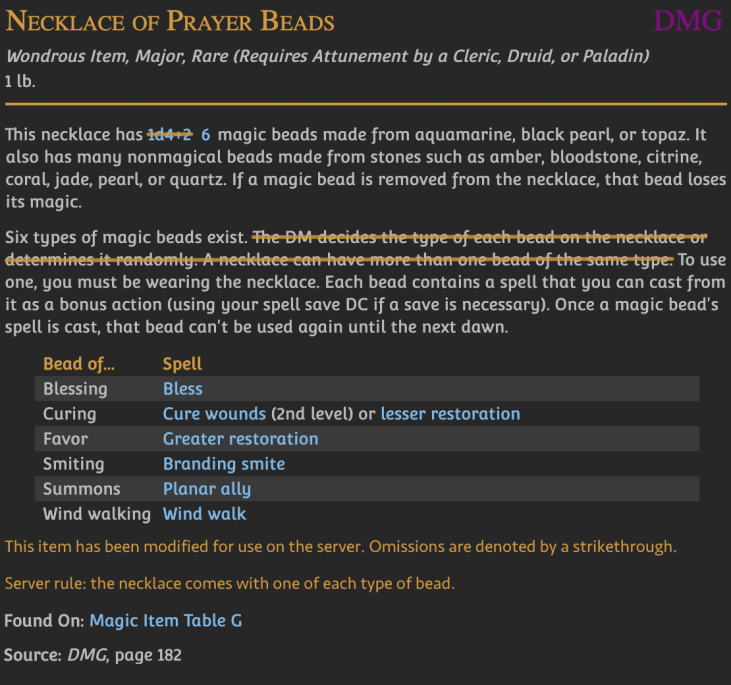 Necklace of Prayer Beads DMG
Wondrous Item, Major, Rare (Requires Attunement by a Cleric, Druid, or Paladin)
1 lb.
This necklace has 1d4+2 6 magic beads made from aquamarine, black pearl, or topaz. It
also has many nonmagical beads made from stones such as amber, bloodstone, citrine,
coral, jade, pearl, or quartz. If a magic bead is removed from the necklace, that bead loses
its magic.
Six types of magic beads exist. The DM decides the type of each bead on the necklace or
determines it randomly. A necklace can have more than one bead of the same type. To use
one, you must be wearing the necklace. Each bead contains a spell that you can cast from
it as a bonus action (using your spell save DC if a save is necessary). Once a magic bead's
spell is cast, that bead can't be used again until the next dawn.
Bead of... Spell
Blessing Bless
Curing Cure wounds (2nd level) or lesser restoration
Favor Greater restoration
Smiting Branding smite
Summons Planar ally
Wind walking Wind walk
This item has been modified for use on the server. Omissions are denoted by a strikethrough.
Server rule: the necklace comes with one of each type of bead.
Found On: Magic Item Table G
Source: DMG, page 182